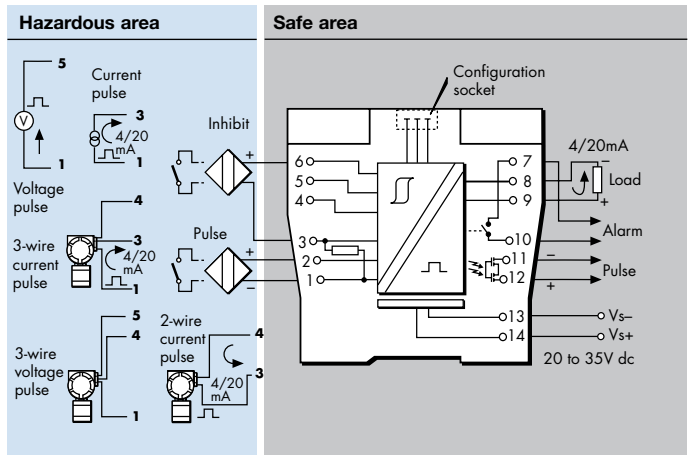 Hazardous area
Safe area
5
V
1
Voltage
pulse
Current
pulse
3
4/20
mA
1
Inhibit
+
Configuration
socket
6
5
4
3
2
1
7
8
9
10
11
12
13
14
4/20mA
–
Load
+
Alarm
–
Pulse
+
Vs–
Vs+
20 to 35V dc
Pulse
+
–
3-wire
current
pulse
4
3
4/20
mA
1
3-wire
voltage
pulse
5
4
1
2-wire
current
pulse
4
4/20
mA
3